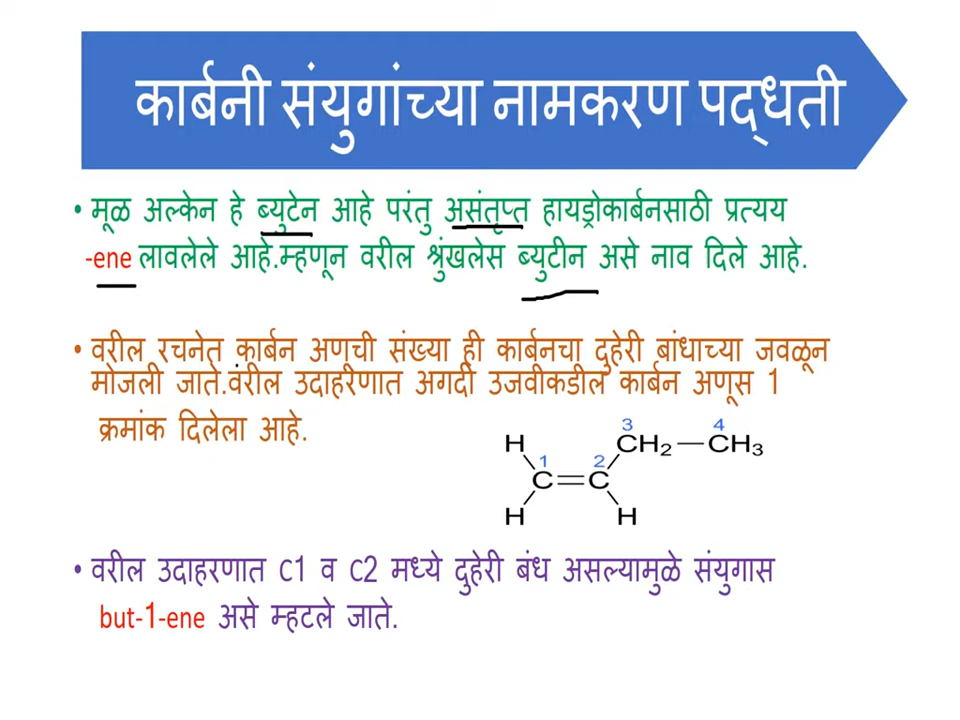 कार्बनी संयुगांच्या नामकरण पद्धती
• मूळ अल्केन हे ब्युटेन आहे परंतु असंतृप्त हायड्रोकार्बनसाठी प्रत्यय
-ene लावलेले आहे.म्हणून वरील श्रुंखलेस ब्युटीन असे नाव दिले आहे.
• वरील रचनेत कार्बन अणूची संख्या ही कार्बनचा दुहेरी बांधाच्या जवळून
मोजली जाते.वरील उदाहरणात अगदी उजवीकडील कार्बन अणूस 1
क्रमांक दिलेला आहे.
3 4
H CH2 — CH3
1 2
C = C
H H
• वरील उदाहरणात C1 व C2 मध्ये दुहेरी बंध असल्यामुळे संयुगास
but-1-ene असे म्हटले जाते.